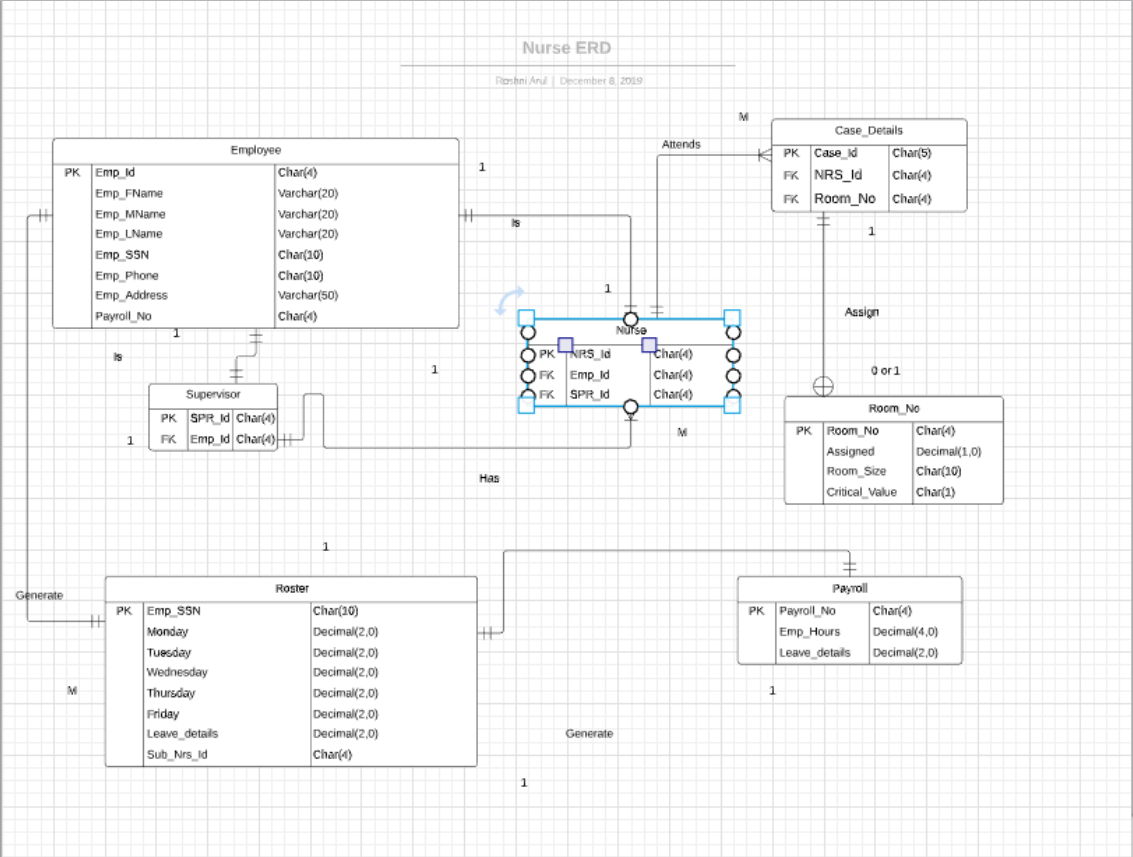 Nurse ERD
Roshni Arul | December 8, 2019
M
Case_Details
PK Case_Id Char(5)
FK NRS_Id Char(4)
FK Room_No Char(4)
Attends
Employee
PK Emp_Id Char(4)
Emp_FName Varchar(20)
Emp_MName Varchar(20)
Emp_LName Varchar(20)
Emp_SSN Char(10)
Emp_Phone Char(10)
Emp_Address Varchar(50)
Payroll_No Char(4)
1
Is
1
1
Assign
0 or 1
Nurse
PK NRS_Id Char(4)
FK Emp_Id Char(4)
FK SPR_Id Char(4)
1
Is
1
Supervisor
PK SPR_Id Char(4)
FK Emp_Id Char(4)
1
M
Has
Room_No
PK Room_No Char(4)
Assigned Decimal(1,0)
Room_Size Char(10)
Critical_Value Char(1)
1
Generate
Roster
PK Emp_SSN Char(10)
Monday Decimal(2,0)
Tuesday Decimal(2,0)
Wednesday Decimal(2,0)
Thursday Decimal(2,0)
Friday Decimal(2,0)
Leave_details Decimal(2,0)
Sub_Nrs_Id Char(4)
M
Payroll
PK Payroll_No Char(4)
Emp_Hours Decimal(4,0)
Leave_details Decimal(2,0)
1
Generate
1